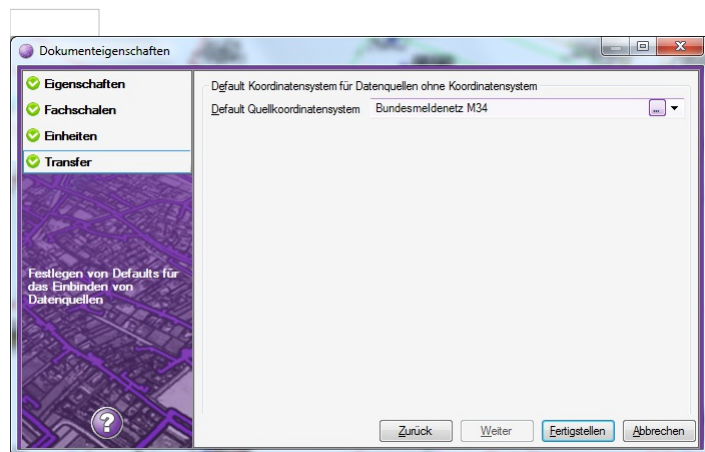 Dokumenteigenschaften
Eigenschaften
Fachschalen
Einheiten
Transfer
Festlegen von Defaults für
das Einbinden von
Datenquellen
?
Default Koordinatensystem für Datenquellen ohne Koordinatensystem
Default Quellkoordinatensystem Bundesmeldenetz M34 ...
Zurück Weiter Fertigstellen Abbrechen